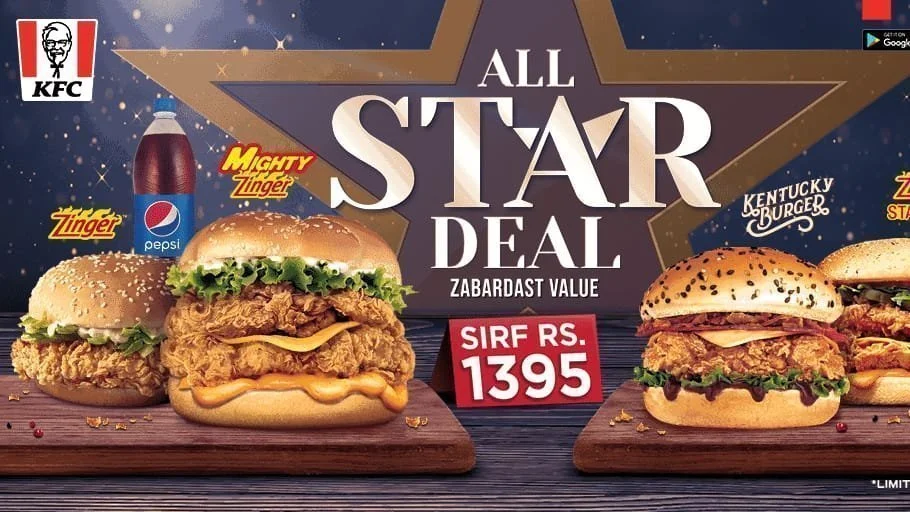 KFC
GET IT ON
Google
ALL
STAR
DEAL
ZABARDAST VALUE
MIGHTY
Zinger
Zinger
pepsi
KENTUCKY
BURGER
SIRF RS.
1395
*LIMIT